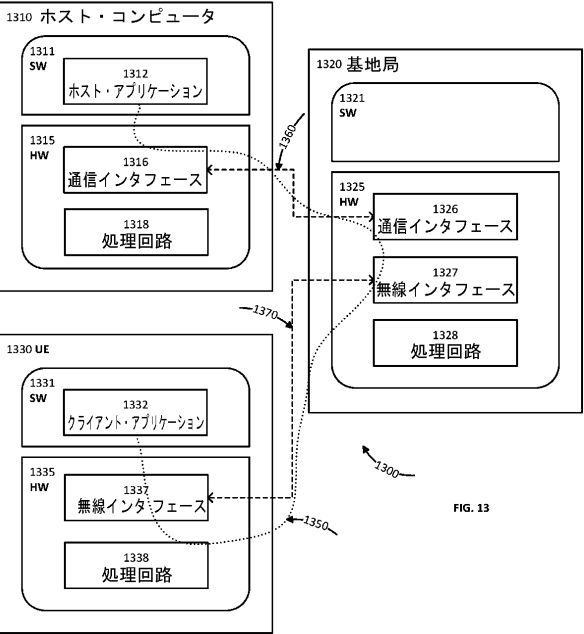 1310 ホスト・コンピュータ
1311
SW
1312
ホスト・アプリケーション
1315
HW
1316
通信インタフェース
1318
処理回路
1320 基地局
1321
SW
1325
HW
1326
通信インタフェース
1327
無線インタフェース
1328
処理回路
1360
1370
1330 UE
1331
SW
1332
クライアント・アプリケーション
1335
HW
1337
無線インタフェース
1338
処理回路
1350
1300
FIG. 13